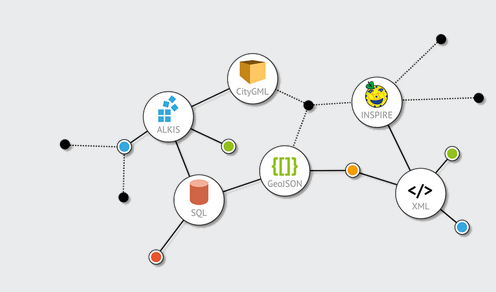 CityGML
INSPIRE
ALKIS
{[]}
GeoJSON
</>
XML
SQL